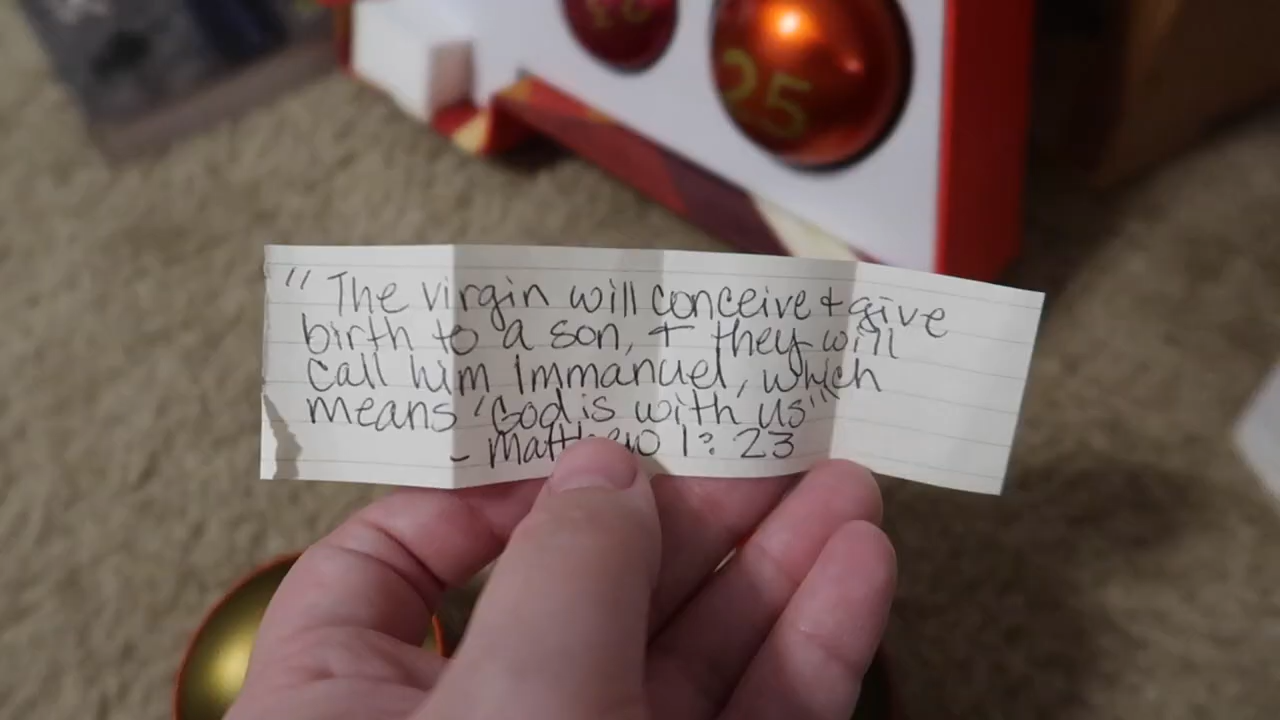 25
"The virgin will conceive + give
birth to a son, + they will
call him Immanuel, which
means 'God is with us'"
- Matthew 1:23